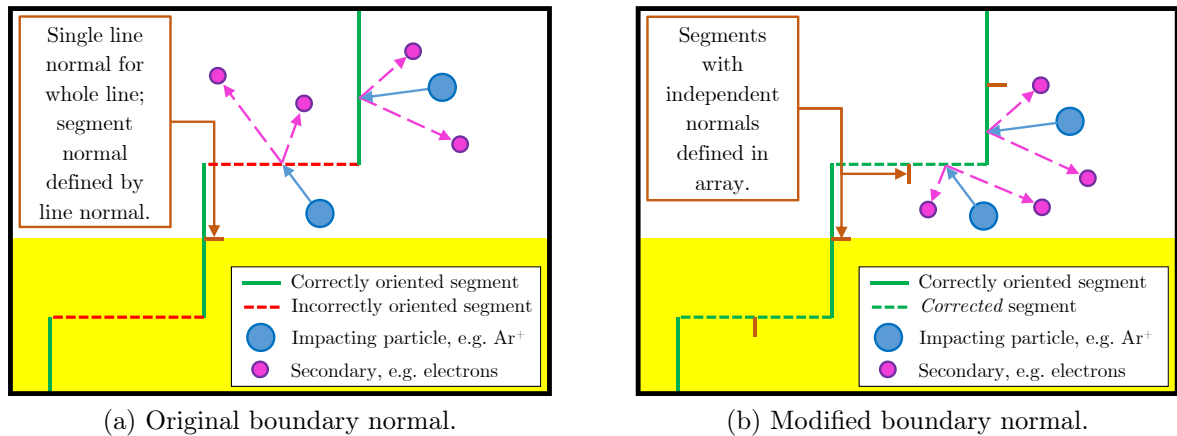 Single line
normal for
whole line;
segment
normal
defined by
line normal.
Correctly oriented segment
Incorrectly oriented segment
Impacting particle, e.g. Ar⁺
Secondary, e.g. electrons
(a) Original boundary normal.
Segments
with
independent
normals
defined in
array.
Correctly oriented segment
Corrected segment
Impacting particle, e.g. Ar⁺
Secondary, e.g. electrons
(b) Modified boundary normal.